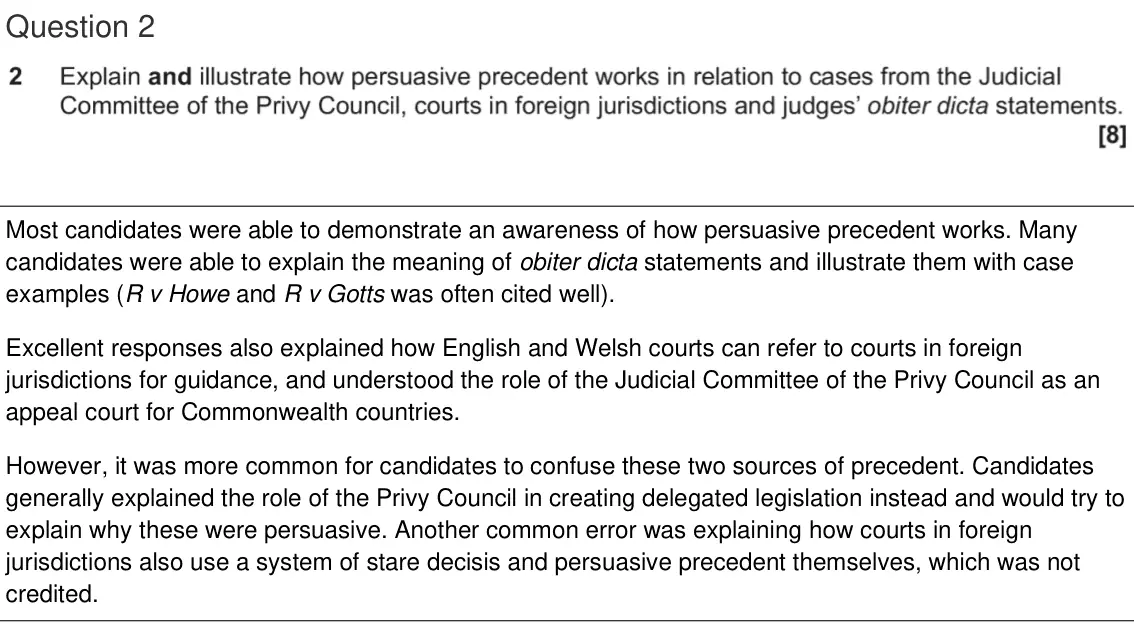 Question 2
2 Explain and illustrate how persuasive precedent works in relation to cases from the Judicial
Committee of the Privy Council, courts in foreign jurisdictions and judges' obiter dicta statements.
[8]
Most candidates were able to demonstrate an awareness of how persuasive precedent works. Many
candidates were able to explain the meaning of obiter dicta statements and illustrate them with case
examples (R v Howe and R v Gotts was often cited well).
Excellent responses also explained how English and Welsh courts can refer to courts in foreign
jurisdictions for guidance, and understood the role of the Judicial Committee of the Privy Council as an
appeal court for Commonwealth countries.
However, it was more common for candidates to confuse these two sources of precedent. Candidates
generally explained the role of the Privy Council in creating delegated legislation instead and would try to
explain why these were persuasive. Another common error was explaining how courts in foreign
jurisdictions also use a system of stare decisis and persuasive precedent themselves, which was not
credited.